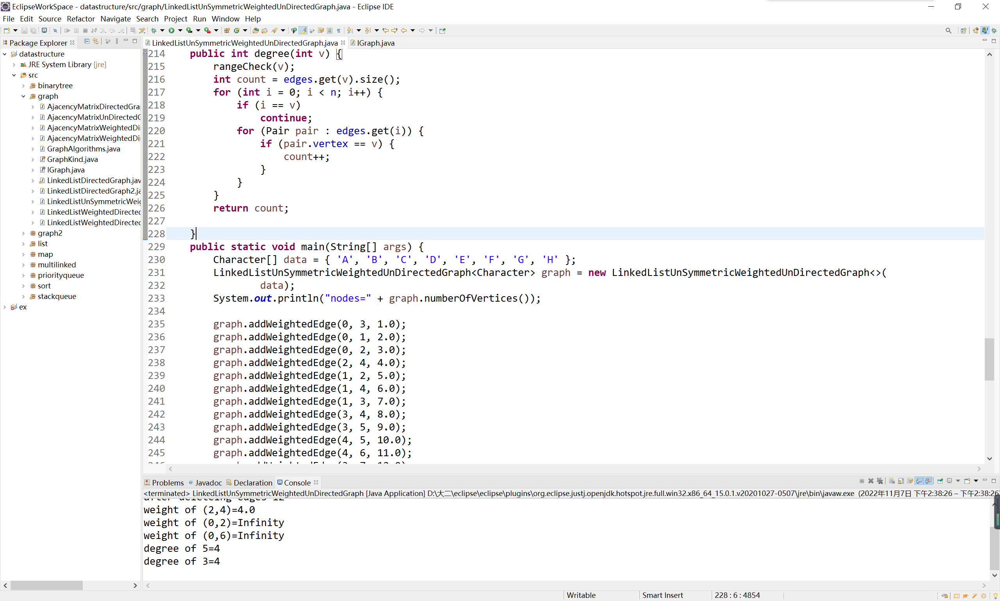 EclipseWorkSpace - datastructure/src/graph/LinkedListUnSymmetricWeightedUnDirectedGraph.java - Eclipse IDE
File Edit Source Refactor Navigate Search Project Run Window Help
Package Explorer
datastructure
JRE System Library [jre]
src
binarytree
graph
AjacencyMatrixDirectedGra
AjacencyMatrixUnDirectedG
AjacencyMatrixWeightedDi
AjacencyMatrixWeightedDi
GraphAlgorithms.java
GraphKind.java
IGraph.java
LinkedListDirectedGraph.jav
LinkedListDirectedGraph2.ja
LinkedListUnSymmetricWeig
LinkedListWeightedDirected
LinkedListWeightedDirected
graph2
list
map
multilinked
priorityqueue
sort
stackqueue
ex
LinkedListUnSymmetricWeightedUnDirectedGraph.java IGraph.java
214 public int degree(int v) {
215 rangeCheck(v);
216 int count = edges.get(v).size();
217 for (int i = 0; i < n; i++) {
218 if (i == v)
219 continue;
220 for (Pair pair : edges.get(i)) {
221 if (pair.vertex == v) {
222 count++;
223 }
224 }
225 }
226 return count;
227
228 }
229 public static void main(String[] args) {
230 Character[] data = { 'A', 'B', 'C', 'D', 'E', 'F', 'G', 'H' };
231 LinkedListUnSymmetricWeightedUnDirectedGraph<Character> graph = new LinkedListUnSymmetricWeightedUnDirectedGraph<>(
232 data);
233 System.out.println("nodes=" + graph.numberOfVertices());
234
235 graph.addWeightedEdge(0, 3, 1.0);
236 graph.addWeightedEdge(0, 1, 2.0);
237 graph.addWeightedEdge(0, 2, 3.0);
238 graph.addWeightedEdge(2, 4, 4.0);
239 graph.addWeightedEdge(1, 2, 5.0);
240 graph.addWeightedEdge(1, 4, 6.0);
241 graph.addWeightedEdge(1, 3, 7.0);
242 graph.addWeightedEdge(3, 4, 8.0);
243 graph.addWeightedEdge(3, 5, 9.0);
244 graph.addWeightedEdge(4, 5, 10.0);
245 graph.addWeightedEdge(4, 6, 11.0);
Problems Javadoc Declaration Console
<terminated> LinkedListUnSymmetricWeightedUnDirectedGraph [Java Application] D:\大二\eclipse\eclipse\plugins\org.eclipse.justj.openjdk.hotspot.jre.full.win32.x86_64_15.0.1.v20201027-0507\jre\bin\javaw.exe (2022年11月7日 下午2:38:26 – 下午2:38:26)
weight of (2,4)=4.0
weight of (0,2)=Infinity
weight of (0,6)=Infinity
degree of 5=4
degree of 3=4
Writable Smart Insert 228 : 6 : 4854